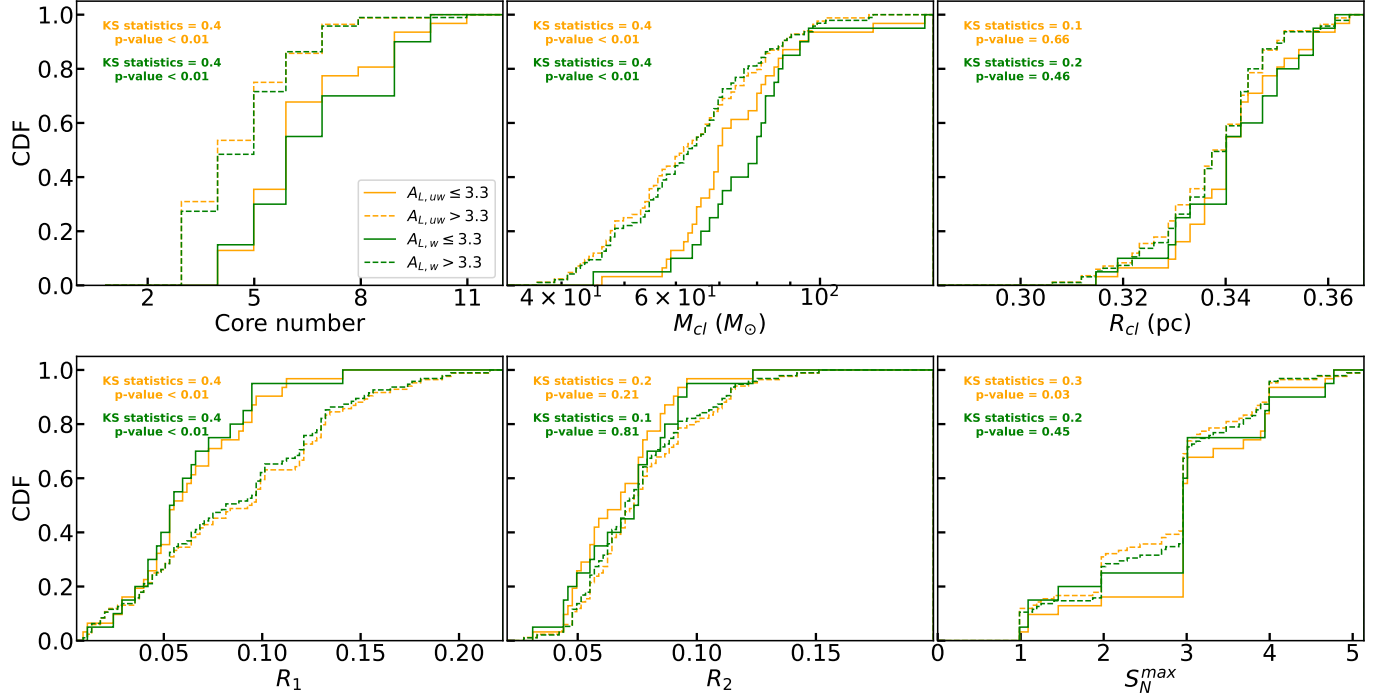 1.0
0.8
0.6
0.4
0.2
0.0
CDF
KS statistics = 0.4
p-value < 0.01
KS statistics = 0.4
p-value < 0.01
A_{L,uw} ≤ 3.3
A_{L,uw} > 3.3
A_{L,w} ≤ 3.3
A_{L,w} > 3.3
2 5 8 11
Core number
KS statistics = 0.4
p-value < 0.01
KS statistics = 0.4
p-value < 0.01
4 × 10¹ 6 × 10¹ 10²
M_{cl} (M_⊙)
KS statistics = 0.1
p-value = 0.66
KS statistics = 0.2
p-value = 0.46
0.30 0.32 0.34 0.36
R_{cl} (pc)
1.0
0.8
0.6
0.4
0.2
0.0
CDF
KS statistics = 0.4
p-value < 0.01
KS statistics = 0.4
p-value < 0.01
0.05 0.10 0.15 0.20
R₁
KS statistics = 0.2
p-value = 0.21
KS statistics = 0.1
p-value = 0.81
0.05 0.10 0.15
R₂
KS statistics = 0.3
p-value = 0.03
KS statistics = 0.2
p-value = 0.45
0 1 2 3 4 5
S_N^{max}